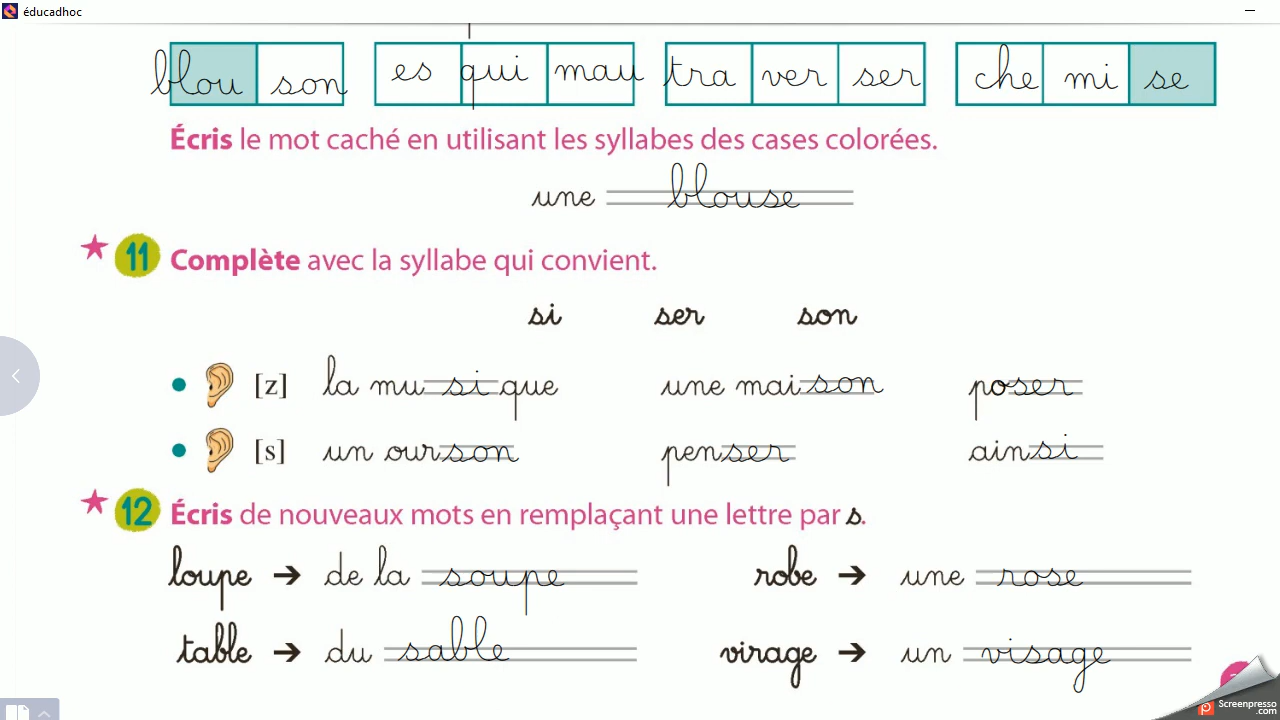 éducadhoc
blou son es qui mau tra ver ser che mi se
Écris le mot caché en utilisant les syllabes des cases colorées.
une blouse
11 Complète avec la syllabe qui convient.
si ser son
[z] la musique une maison poser
[s] un ourson penser ainsi
12 Écris de nouveaux mots en remplaçant une lettre par s.
loupe → de la soupe robe → une rose
table → du sable virage → un visage
Screenpresso
.com